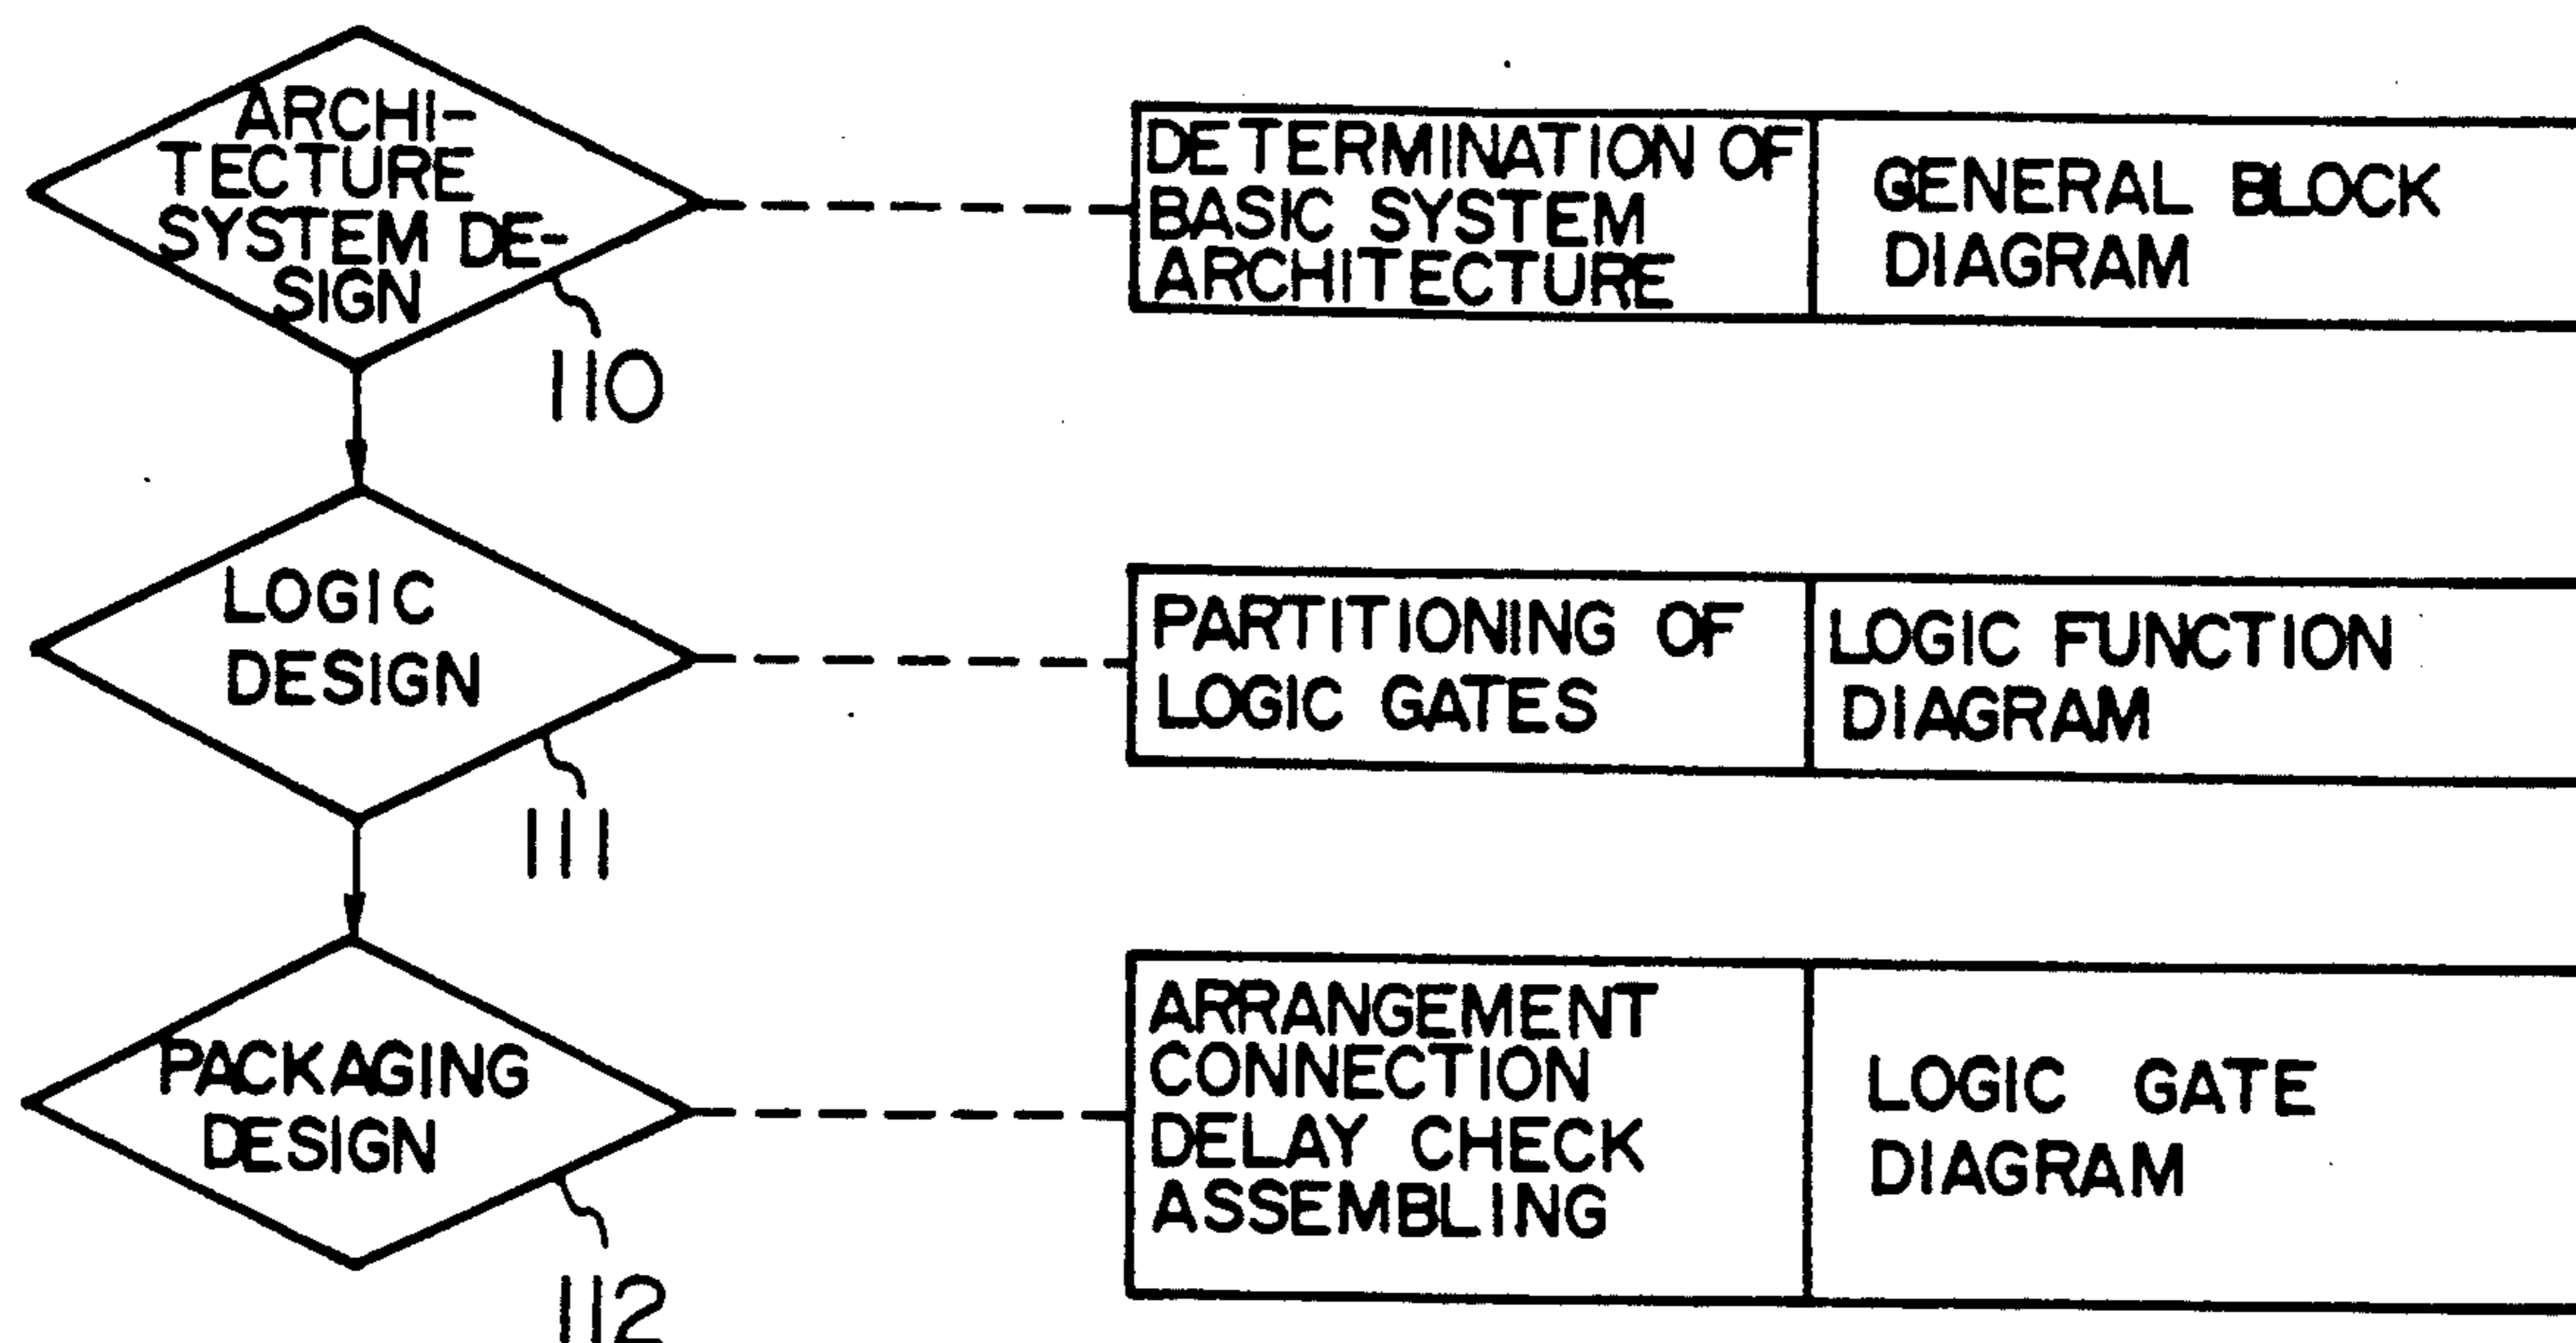 ARCHI-
TECTURE
SYSTEM DE-
SIGN
110
DETERMINATION OF
BASIC SYSTEM
ARCHITECTURE
GENERAL BLOCK
DIAGRAM
LOGIC
DESIGN
111
PARTITIONING OF
LOGIC GATES
LOGIC FUNCTION
DIAGRAM
PACKAGING
DESIGN
112
ARRANGEMENT
CONNECTION
DELAY CHECK
ASSEMBLING
LOGIC GATE
DIAGRAM